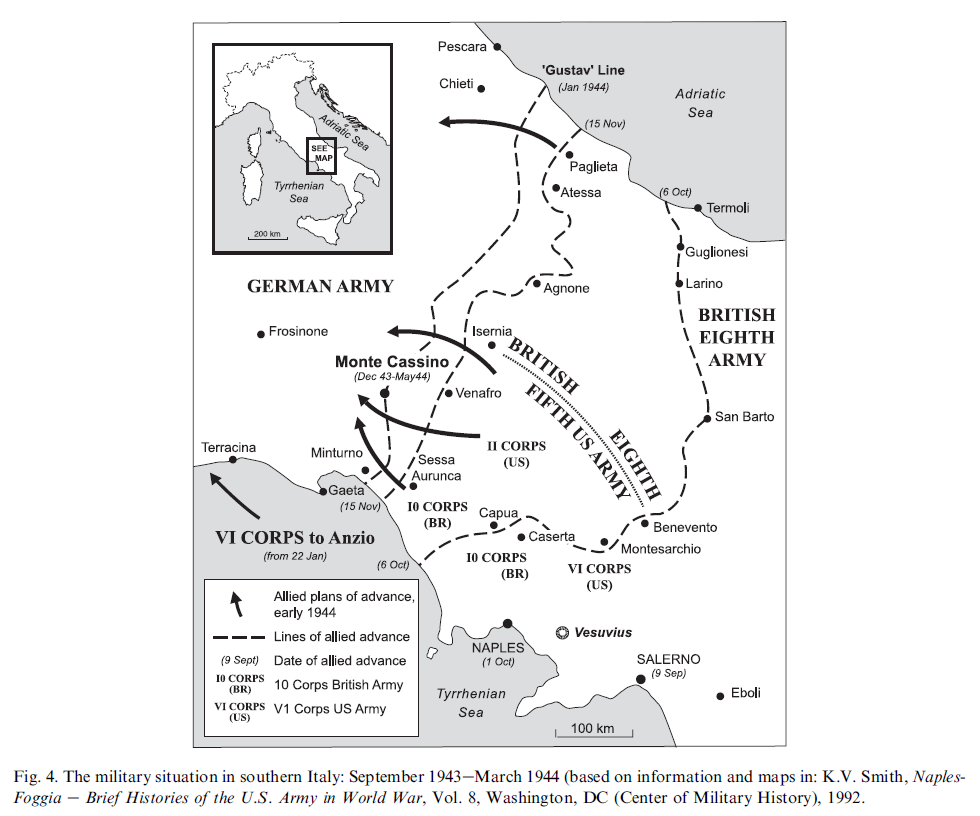 Pescara
'Gustav' Line
(Jan 1944)
Chieti
Adriatic
Sea
(15 Nov)
Paglieta
Atessa
(6 Oct)
Termoli
Guglionesi
Larino
Agnone
Adriatic Sea
SEE
MAP
Tyrrhenian
Sea
200 km
GERMAN ARMY
BRITISH
EIGHTH
ARMY
Frosinone
Isernia
BRITISH EIGHTH
FIFTH US ARMY
Monte Cassino
(Dec 43-May44)
Venafro
San Barto
II CORPS
(US)
Terracina
Minturno
Sessa
Aurunca
Gaeta
(15 Nov)
I0 CORPS
(BR)
Capua
Caserta
Benevento
Montesarchio
VI CORPS to Anzio
(from 22 Jan)
(6 Oct)
I0 CORPS
(BR)
VI CORPS
(US)
Allied plans of advance,
early 1944
Lines of allied advance
(9 Sept) Date of allied advance
I0 CORPS
(BR)
10 Corps British Army
VI CORPS
(US)
V1 Corps US Army
NAPLES
(1 Oct)
Vesuvius
SALERNO
(9 Sep)
Eboli
Tyrrhenian
Sea
100 km
Fig. 4. The military situation in southern Italy: September 1943−March 1944 (based on information and maps in: K.V. Smith, Naples-
Foggia − Brief Histories of the U.S. Army in World War, Vol. 8, Washington, DC (Center of Military History), 1992.